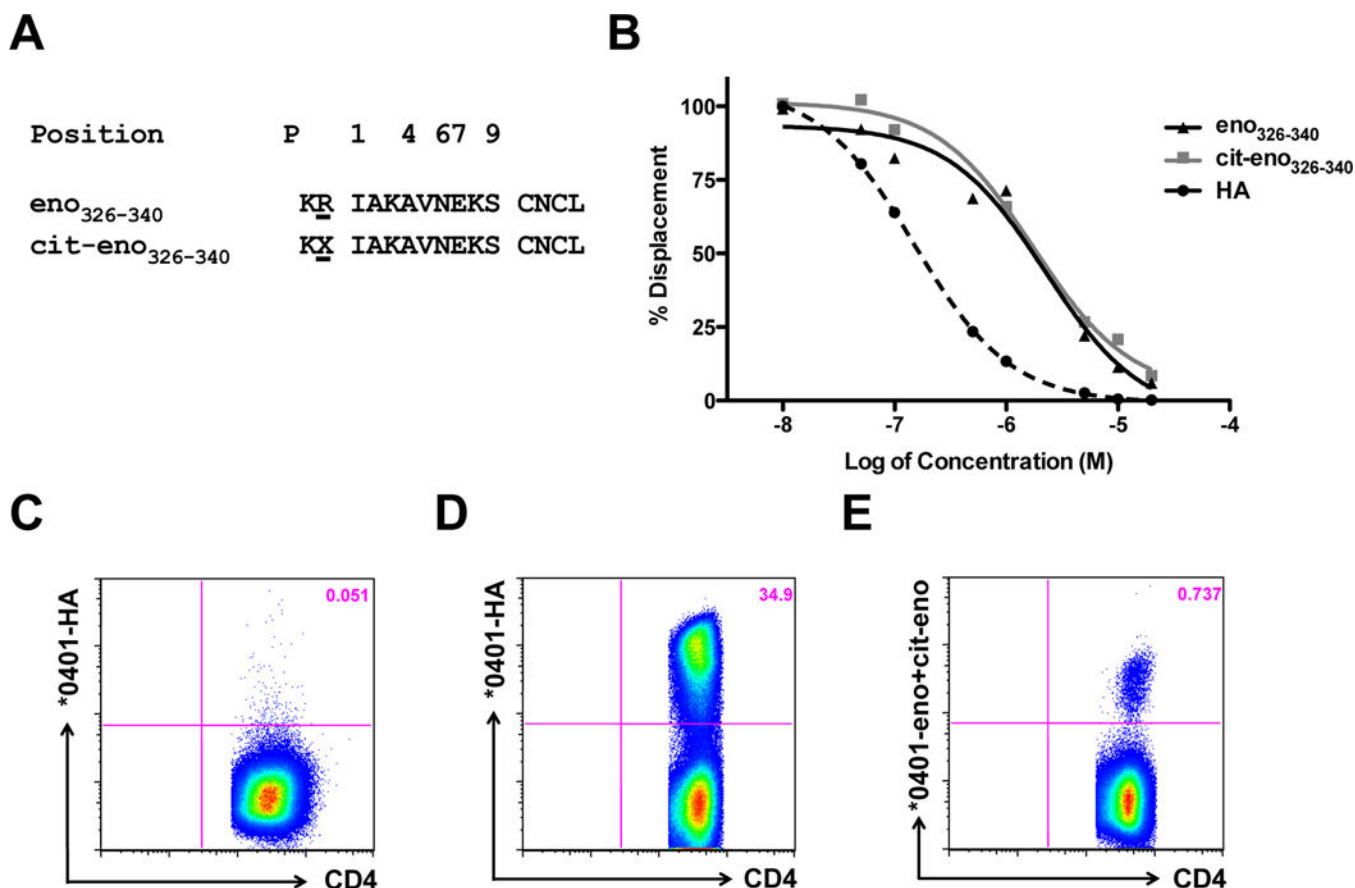 A
Position P 1 4 67 9
eno326-340 KR IAKAVNEKS CNCL
cit-eno326-340 KX IAKAVNEKS CNCL
B
% Displacement
100
75
50
25
0
-8 -7 -6 -5 -4
Log of Concentration (M)
eno326-340
cit-eno326-340
HA
C
*0401-HA
0.051
CD4
D
*0401-HA
34.9
CD4
E
*0401-eno+cit-eno
0.737
CD4